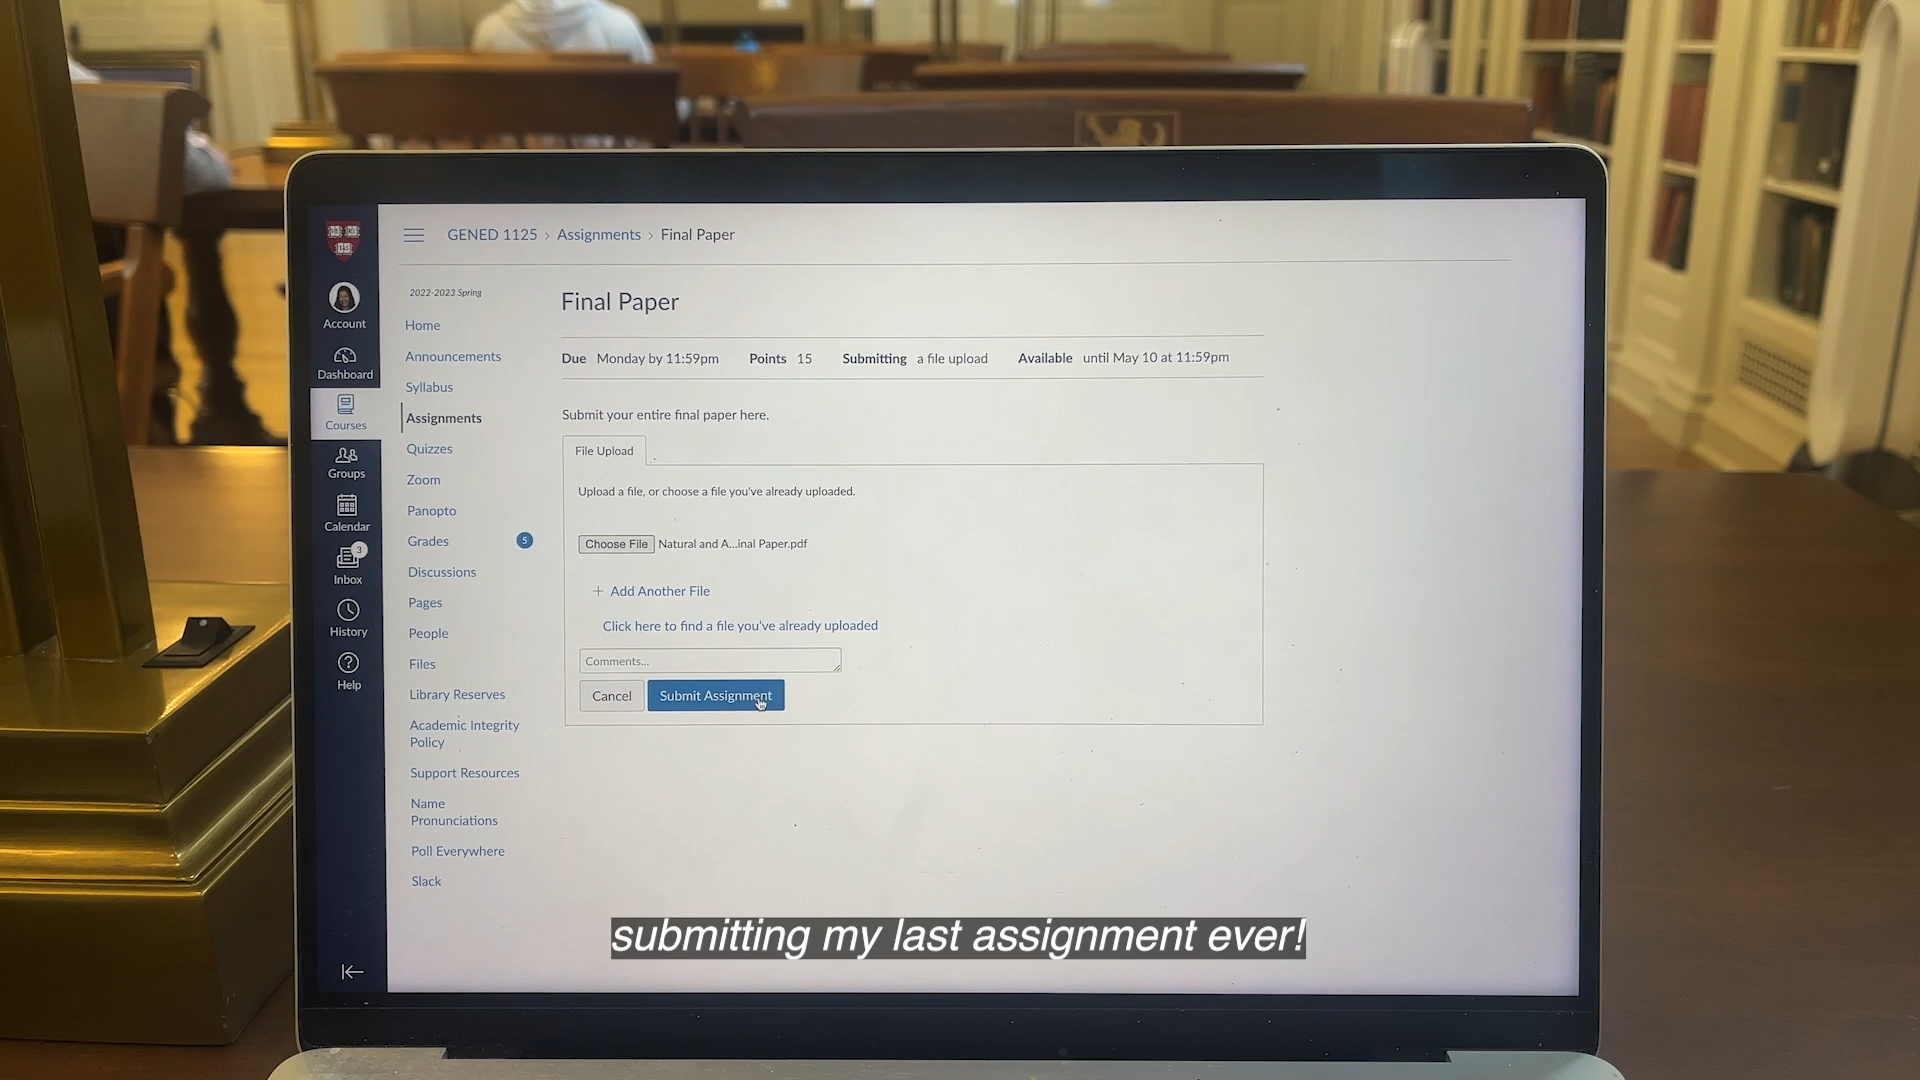 GENED 1125 > Assignments > Final Paper
Account
Dashboard
Courses
Groups
Calendar
3
Inbox
History
Help
2022-2023 Spring
Home
Announcements
Syllabus
Assignments
Quizzes
Zoom
Panopto
Grades 5
Discussions
Pages
People
Files
Library Reserves
Academic Integrity
Policy
Support Resources
Name
Pronunciations
Poll Everywhere
Slack
Final Paper
Due Monday by 11:59pm Points 15 Submitting a file upload Available until May 10 at 11:59pm
Submit your entire final paper here.
File Upload
Upload a file, or choose a file you've already uploaded.
Choose File Natural and A...inal Paper.pdf
+ Add Another File
Click here to find a file you've already uploaded
Comments...
Cancel Submit Assignment
submitting my last assignment ever!